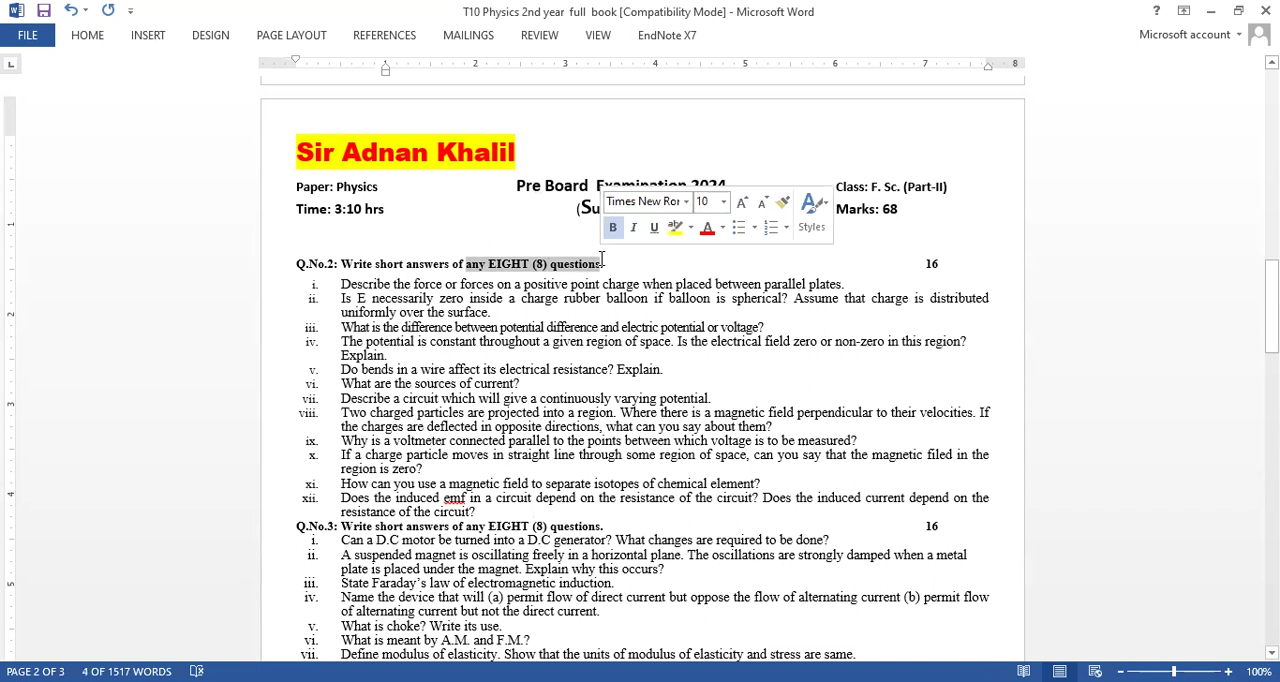 T10 Physics 2nd year full book [Compatibility Mode] - Microsoft Word
FILE HOME INSERT DESIGN PAGE LAYOUT REFERENCES MAILINGS REVIEW VIEW EndNote X7 Microsoft account
1 2 3 4 5 6 7 8
Sir Adnan Khalil
Paper: Physics Pre Board Examination 2024 Class: F. Sc. (Part-II)
Time: 3:10 hrs (Su Marks: 68
Times New Ror 10
B I U ab A Styles
Q.No.2: Write short answers of any EIGHT (8) questions. 16
i. Describe the force or forces on a positive point charge when placed between parallel plates.
ii. Is E necessarily zero inside a charge rubber balloon if balloon is spherical? Assume that charge is distributed
uniformly over the surface.
iii. What is the difference between potential difference and electric potential or voltage?
iv. The potential is constant throughout a given region of space. Is the electrical field zero or non-zero in this region?
Explain.
v. Do bends in a wire affect its electrical resistance? Explain.
vi. What are the sources of current?
vii. Describe a circuit which will give a continuously varying potential.
viii. Two charged particles are projected into a region. Where there is a magnetic field perpendicular to their velocities. If
the charges are deflected in opposite directions, what can you say about them?
ix. Why is a voltmeter connected parallel to the points between which voltage is to be measured?
x. If a charge particle moves in straight line through some region of space, can you say that the magnetic filed in the
region is zero?
xi. How can you use a magnetic field to separate isotopes of chemical element?
xii. Does the induced emf in a circuit depend on the resistance of the circuit? Does the induced current depend on the
resistance of the circuit?
Q.No.3: Write short answers of any EIGHT (8) questions. 16
i. Can a D.C motor be turned into a D.C generator? What changes are required to be done?
ii. A suspended magnet is oscillating freely in a horizontal plane. The oscillations are strongly damped when a metal
plate is placed under the magnet. Explain why this occurs?
iii. State Faraday's law of electromagnetic induction.
iv. Name the device that will (a) permit flow of direct current but oppose the flow of alternating current (b) permit flow
of alternating current but not the direct current.
v. What is choke? Write its use.
vi. What is meant by A.M. and F.M.?
vii. Define modulus of elasticity. Show that the units of modulus of elasticity and stress are same.
PAGE 2 OF 3 4 OF 1517 WORDS 100%